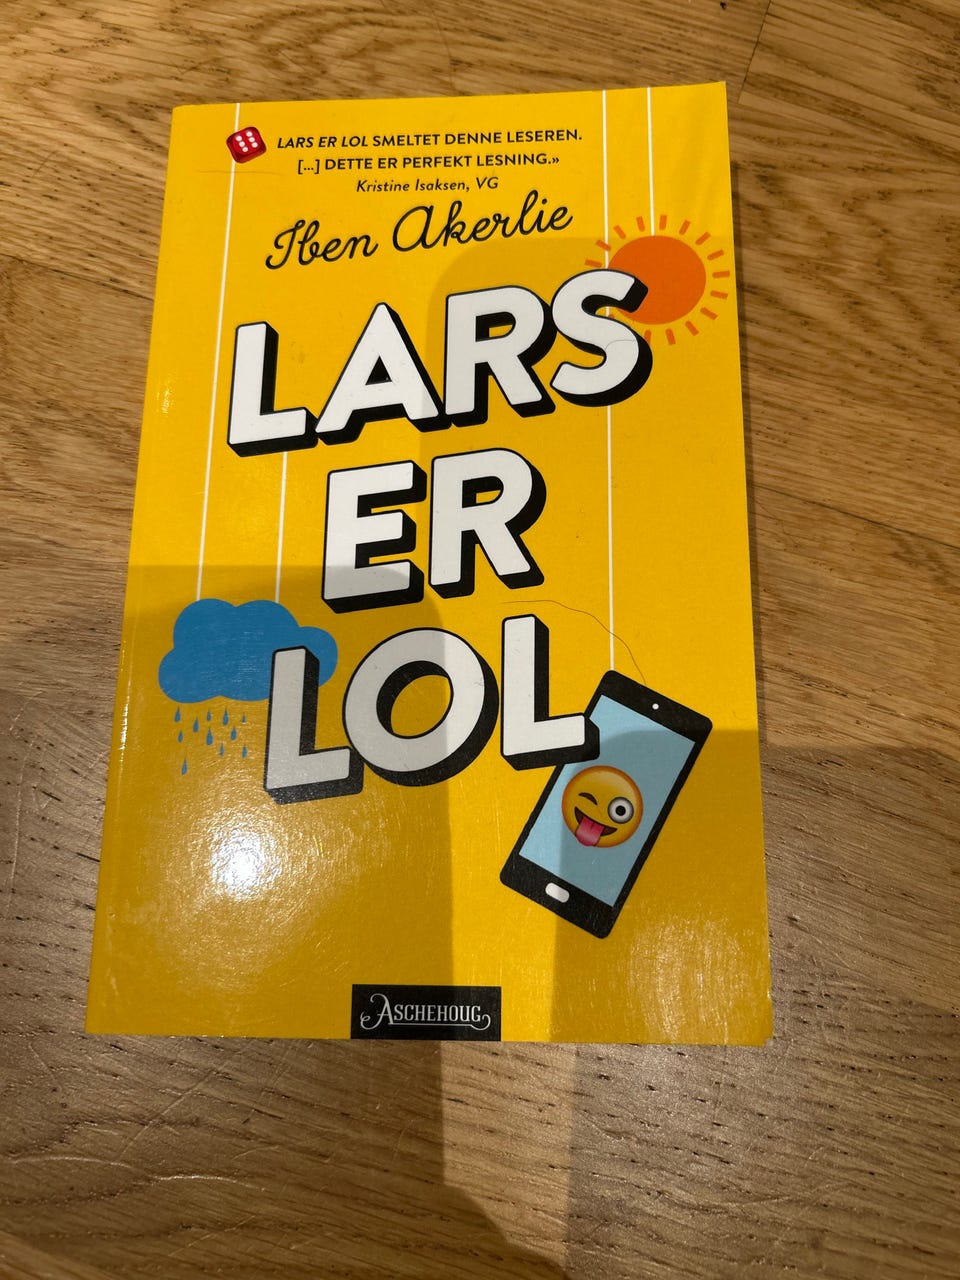 LARS ER LOL SMELTET DENNE LESEREN.
[...] DETTE ER PERFEKT LESNING.»
Kristine Isaksen, VG
Iben Akerlie
LARS
ER
LOL
ASCHEHOUG